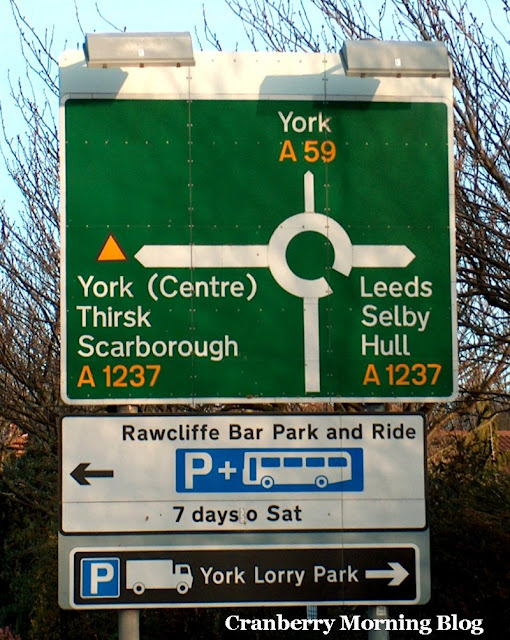 York
A 59
York (Centre)
Thirsk
Scarborough
A 1237
Leeds
Selby
Hull
A 1237
Rawcliffe Bar Park and Ride
P+
7 days o Sat
P York Lorry Park
Cranberry Morning Blog